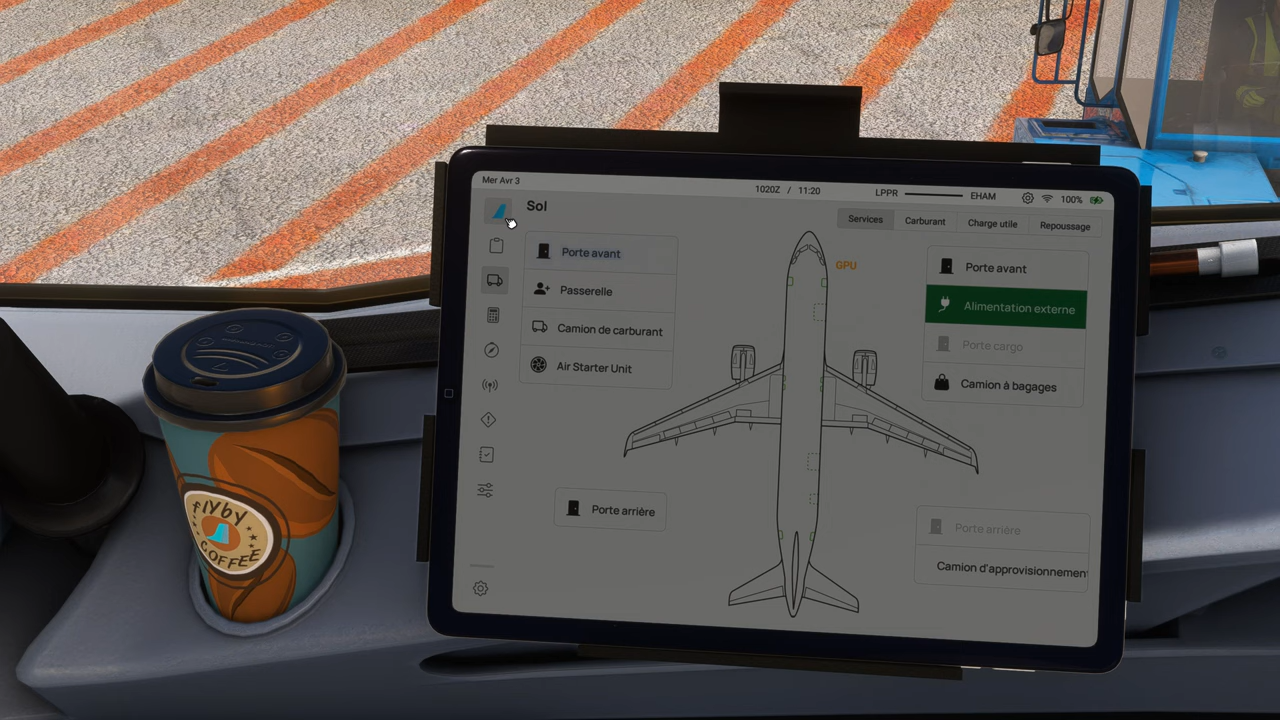 Mer Avr 3
1020Z / 11:20
LPPR
EHAM
100%
Sol
Services
Carburant
Charge utile
Repoussage
Porte avant
Passerelle
Camion de carburant
Air Starter Unit
GPU
Porte avant
Alimentation externe
Porte cargo
Camion à bagages
Porte arrière
Porte arrière
Camion d'approvisionnement
flyby
COFFEE